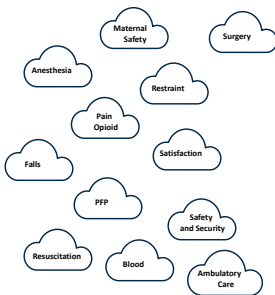 Maternal
Safety
Surgery
Anesthesia
Restraint
Pain
Opioid
Satisfaction
Falls
PFP
Safety
and Security
Resuscitation
Blood
Ambulatory
Care